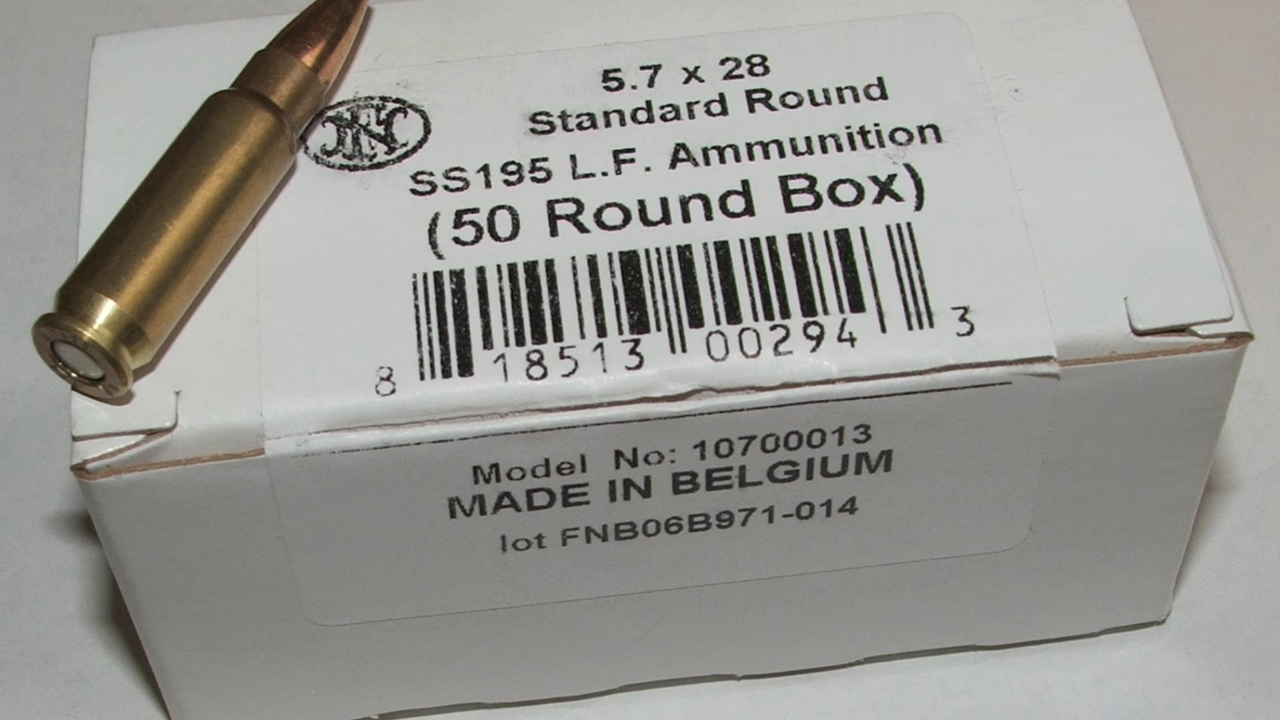 FN
5.7 x 28
Standard Round
SS195 L.F. Ammunition
(50 Round Box)
8 18513 00294 3
Model No: 10700013
MADE IN BELGIUM
lot FNB06B971-014